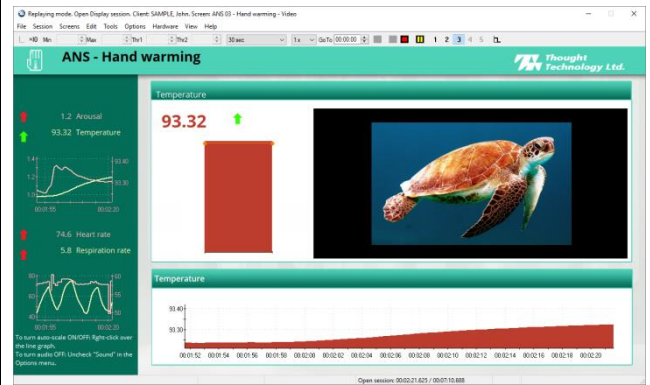 Replaying mode. Open Display session. Client: SAMPLE, John. Screen: ANS 03 - Hand warming - Video
File Session Screens Edit Tools Options Hardware View Help
Min Max Thr1 Thr2 30 sec 1 x GoTo 00:00:00 1 2 3 4 5
ANS - Hand warming
Thought
Technology Ltd.
1.2 Arousal
93.32 Temperature
1.4 93.40
1.2 93.30
1.0
00:01:55 00:02:20
74.6 Heart rate
5.8 Respiration rate
80 60
60 55
40 50
00:01:55 00:02:20
To turn auto-scale ON/OFF: Right-click over
the line graph.
To turn audio OFF: Uncheck "Sound" in the
Options menu.
Temperature
93.32
Temperature
93.40
93.30
00:01:52 00:01:54 00:01:56 00:01:58 00:02:00 00:02:02 00:02:04 00:02:06 00:02:08 00:02:10 00:02:12 00:02:14 00:02:16 00:02:18 00:02:20
Open session: 00:02:21.625 / 00:07:10.888